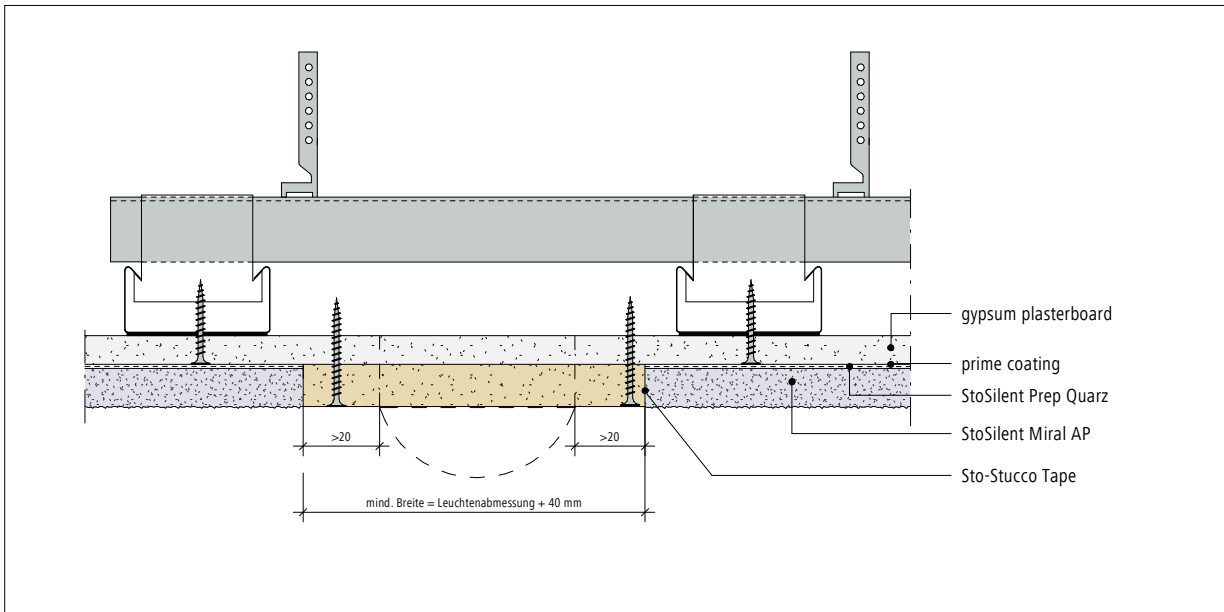 gypsum plasterboard
prime coating
StoSilent Prep Quarz
StoSilent Miral AP
Sto-Stucco Tape
>20
>20
mind. Breite = Leuchtenabmessung + 40 mm